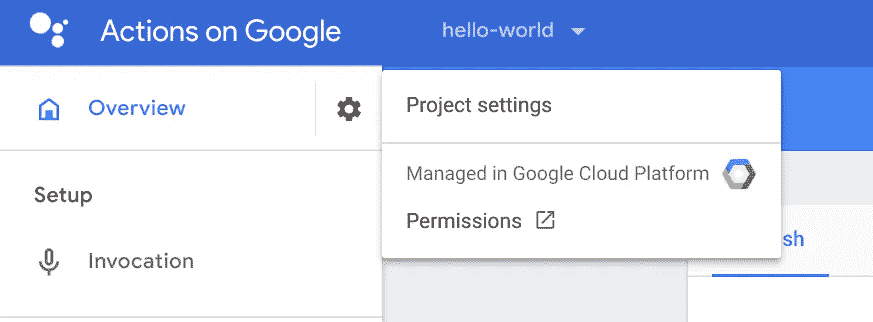 Actions on Google
hello-world
Overview
Project settings
Managed in Google Cloud Platform
Setup
Permissions
sh
Invocation